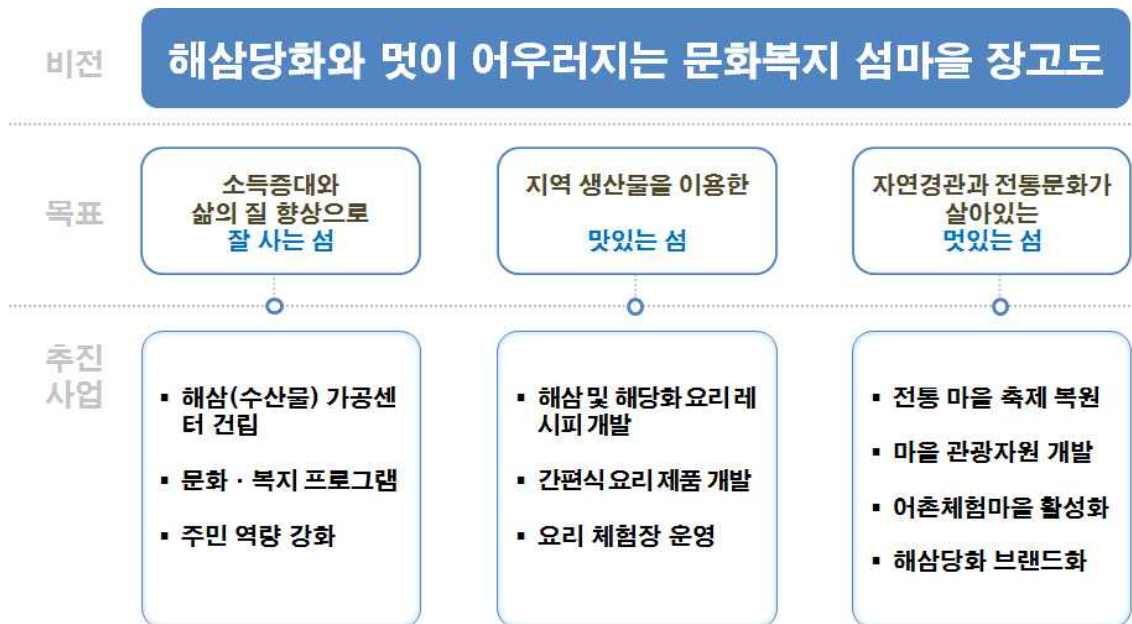 비전
해삼당화와 멋이 어우러지는 문화복지 섬마을 장고도
목표
소득증대와
삶의 질 향상으로
잘 사는 섬
지역 생산물을 이용한
맛있는 섬
자연경관과 전통문화가
살아있는
멋있는 섬
추진
사업
▪ 해삼(수산물) 가공센
터 건립
▪ 문화 · 복지 프로그램
▪ 주민 역량 강화
▪ 해삼 및 해당화 요리 레
시피 개발
▪ 간편식 요리 제품 개발
▪ 요리 체험장 운영
▪ 전통 마을 축제 복원
▪ 마을 관광자원 개발
▪ 어촌체험마을 활성화
▪ 해삼당화 브랜드화